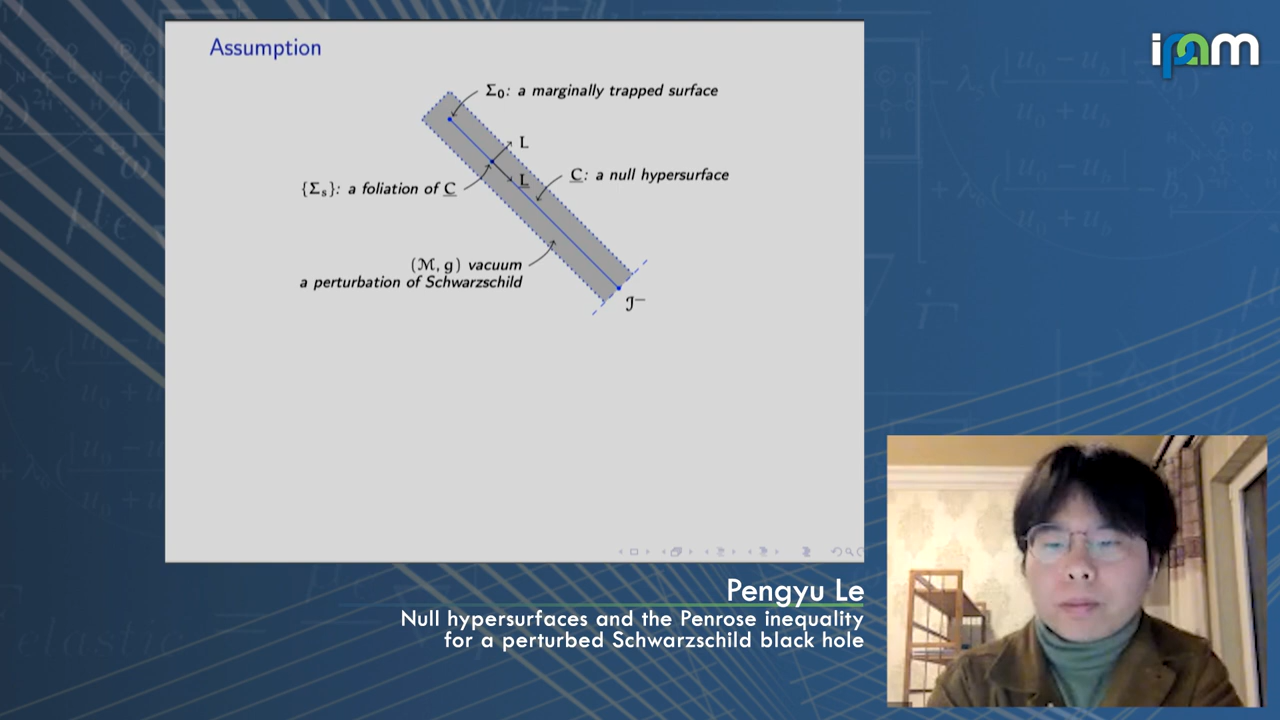 Assumption
Σ₀: a marginally trapped surface
L
C̲: a null hypersurface
L̲
{Σₛ}: a foliation of C̲
(M, g) vacuum
a perturbation of Schwarzschild
ℐ⁻
ipam
Pengyu Le
Null hypersurfaces and the Penrose inequality
for a perturbed Schwarzschild black hole